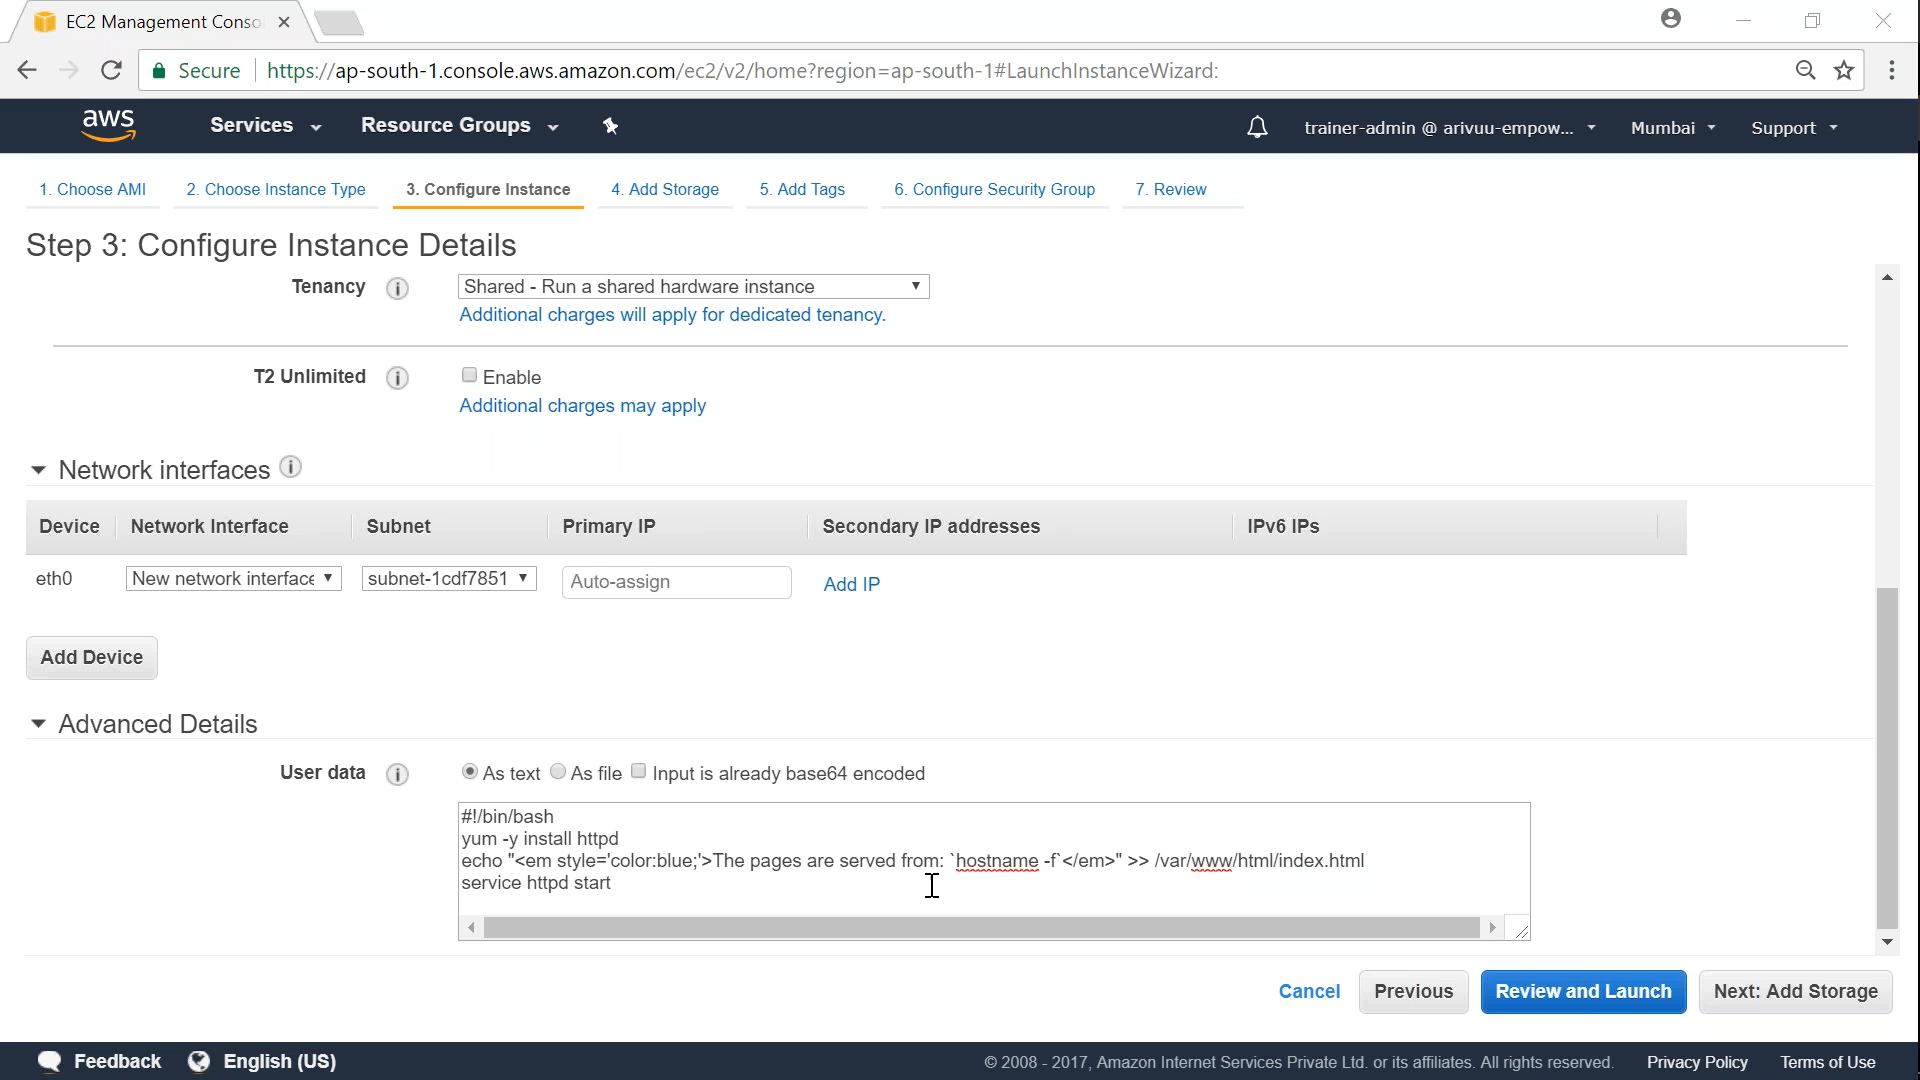 EC2 Management Conso
Secure https://ap-south-1.console.aws.amazon.com/ec2/v2/home?region=ap-south-1#LaunchInstanceWizard:
aws Services Resource Groups trainer-admin @ arivuu-empow... Mumbai Support
1. Choose AMI 2. Choose Instance Type 3. Configure Instance 4. Add Storage 5. Add Tags 6. Configure Security Group 7. Review
Step 3: Configure Instance Details
Tenancy Shared - Run a shared hardware instance
Additional charges will apply for dedicated tenancy.
T2 Unlimited Enable
Additional charges may apply
Network interfaces
Device Network Interface Subnet Primary IP Secondary IP addresses IPv6 IPs
eth0 New network interface subnet-1cdf7851 Auto-assign Add IP
Add Device
Advanced Details
User data As text As file Input is already base64 encoded
#!/bin/bash
yum -y install httpd
echo "<em style='color:blue;'>The pages are served from: `hostname -f`</em>" >> /var/www/html/index.html
service httpd start
Cancel Previous Review and Launch Next: Add Storage
Feedback English (US) © 2008 - 2017, Amazon Internet Services Private Ltd. or its affiliates. All rights reserved. Privacy Policy Terms of Use